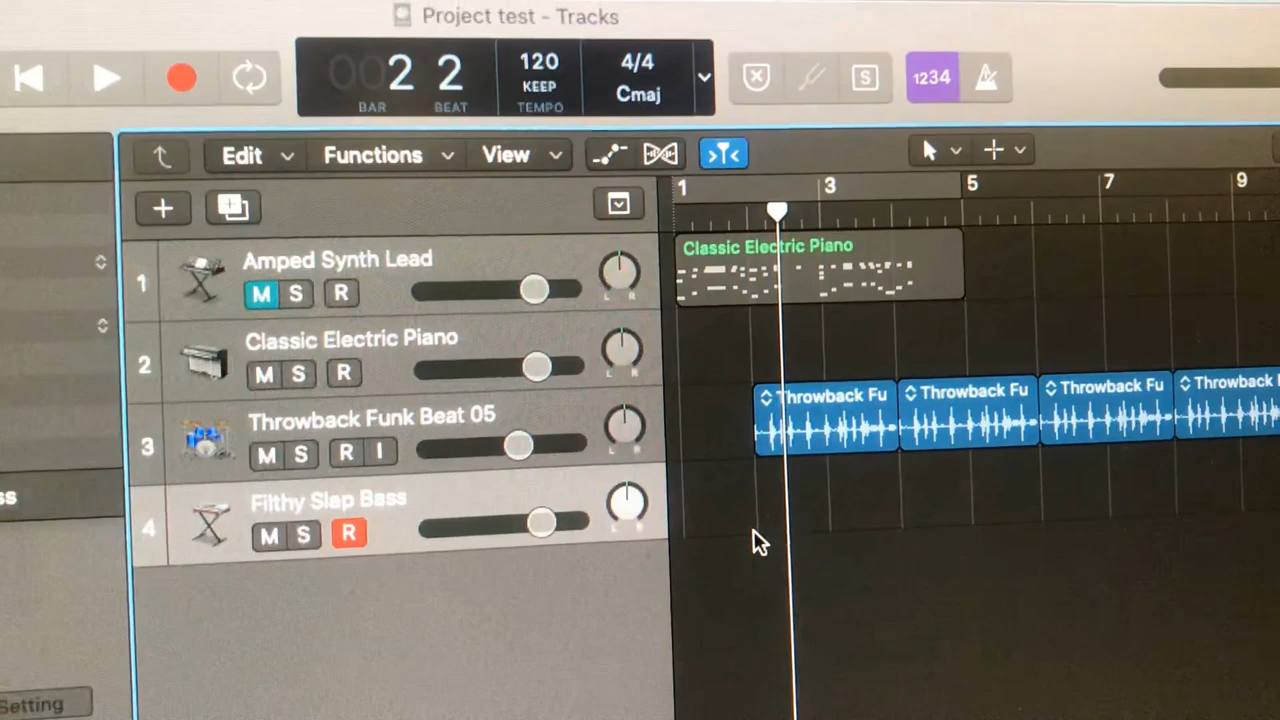 Project test - Tracks
002 2
BAR BEAT
120
KEEP
TEMPO
4/4
Cmaj
S
1234
Edit Functions View
1 3 5 7 9
1 Amped Synth Lead
M S R
L R
Classic Electric Piano
2 Classic Electric Piano
M S R
L R
3 Throwback Funk Beat 05
M S R I
L R
Throwback Fu Throwback Fu Throwback Fu Throwback
4 Filthy Slap Bass
M S R
L R
ss
Setting